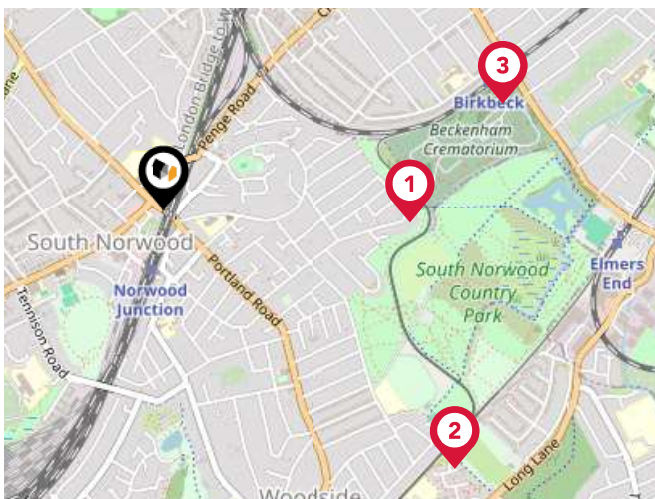 London Bridge to W
Penge Road
3
Birkbeck
Beckenham
Crematorium
1
South Norwood
Norwood
Junction
Portland Road
Tennison Road
South Norwood
Country
Park
Elmers
End
2
Long Lane
Woodside